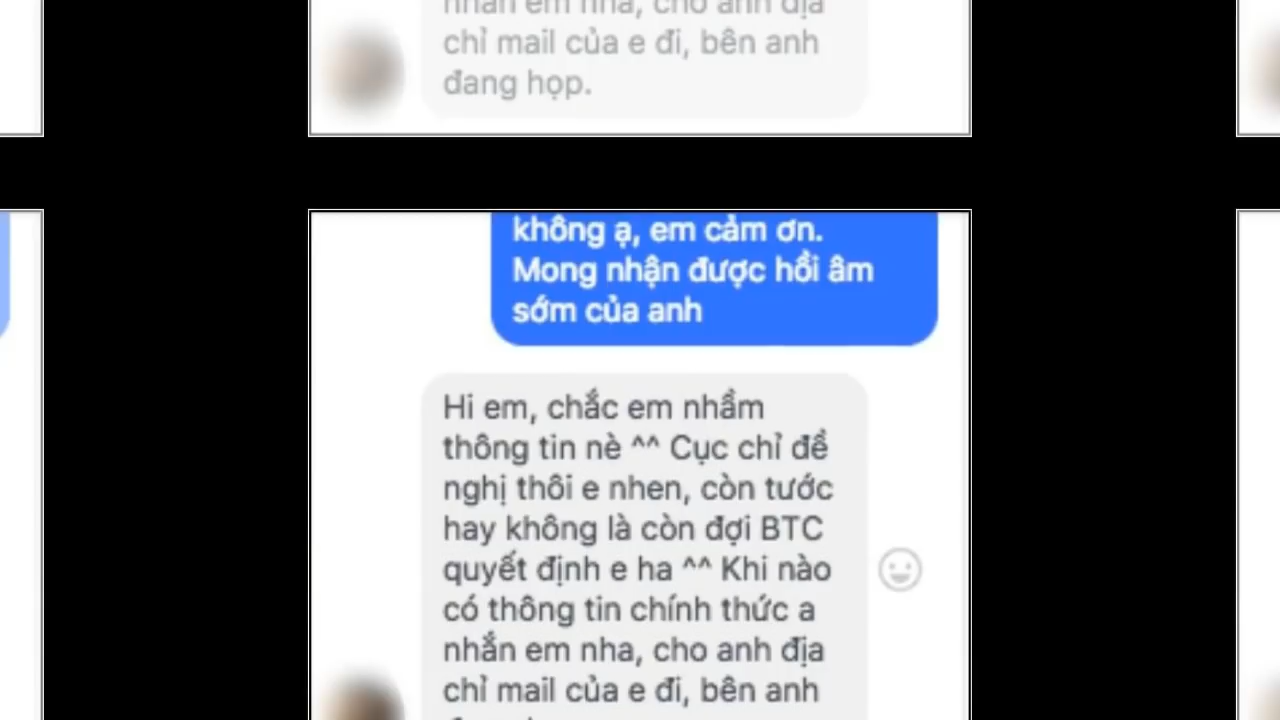 nhắn em nha, cho anh địa
chỉ mail của e đi, bên anh
đang họp.
không ạ, em cảm ơn.
Mong nhận được hồi âm
sớm của anh
Hi em, chắc em nhầm
thông tin nè ^^ Cục chỉ đề
nghị thôi e nhen, còn tước
hay không là còn đợi BTC
quyết định e ha ^^ Khi nào
có thông tin chính thức a
nhắn em nha, cho anh địa
chỉ mail của e đi, bên anh